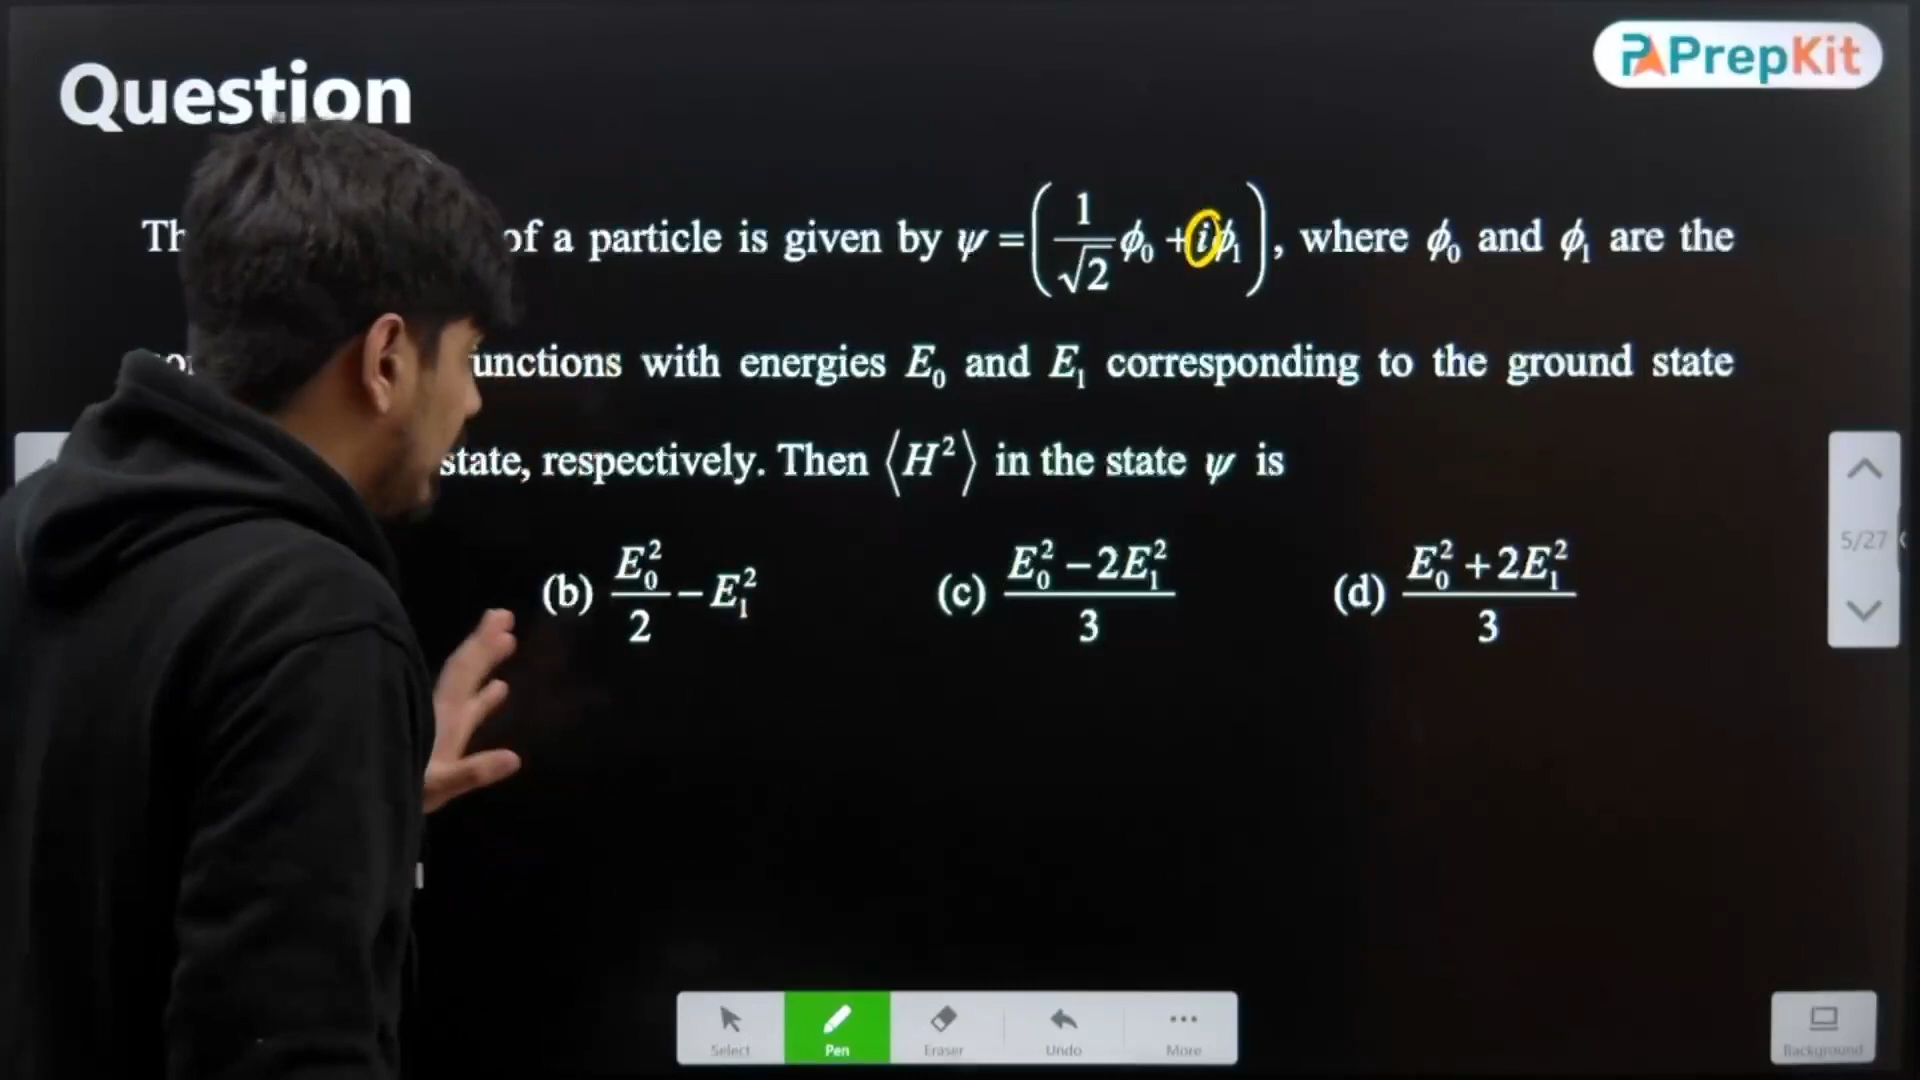 PrepKit
Question
of a particle is given by ψ = (1/√2 ϕ₀ + iϕ₁), where ϕ₀ and ϕ₁ are the
with energies E₀ and E₁ corresponding to the ground state
state, respectively. Then ⟨H²⟩ in the state ψ is
(b) E₀²/2 − E₁² (c) (E₀² − 2E₁²)/3 (d) (E₀² + 2E₁²)/3
5/27
Select Pen Eraser Undo More Background